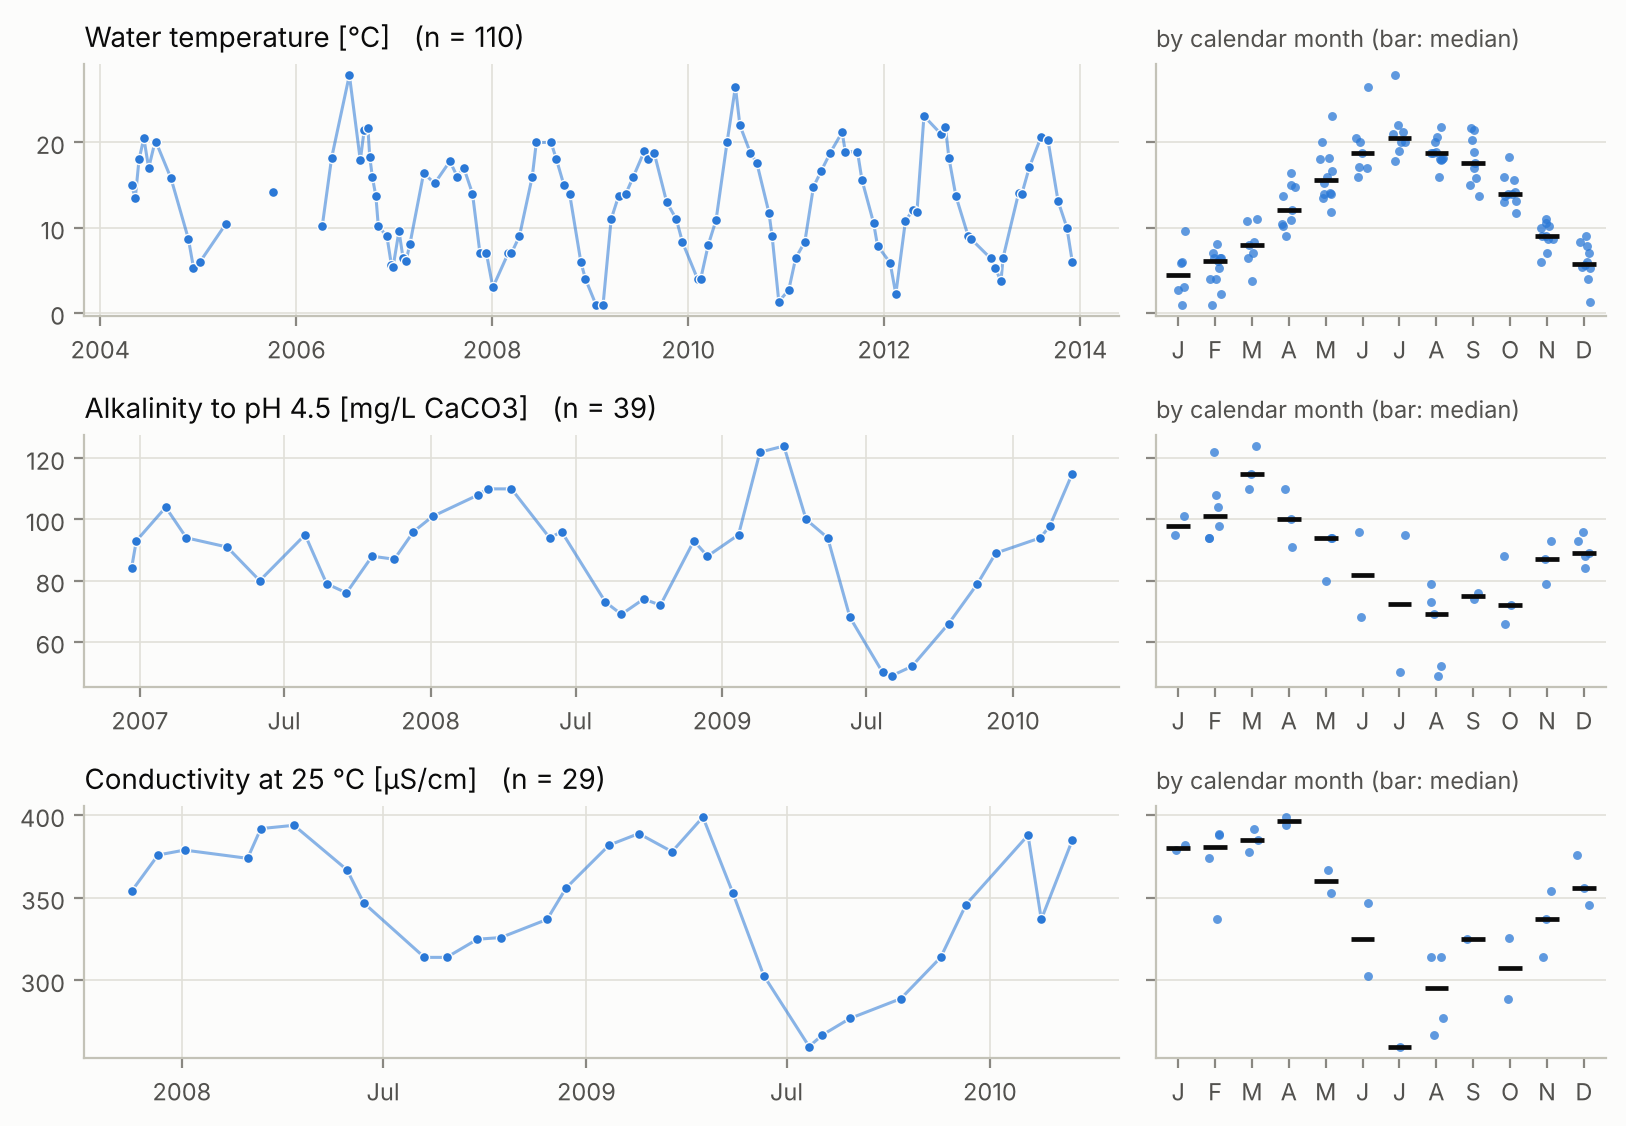 Water temperature [°C] (n = 110)
by calendar month (bar: median)
20
10
0
2004 2006 2008 2010 2012 2014
J F M A M J J A S O N D
Alkalinity to pH 4.5 [mg/L CaCO3] (n = 39)
by calendar month (bar: median)
120
100
80
60
2007 Jul 2008 Jul 2009 Jul 2010
J F M A M J J A S O N D
Conductivity at 25 °C [µS/cm] (n = 29)
by calendar month (bar: median)
400
350
300
2008 Jul 2009 Jul 2010
J F M A M J J A S O N D